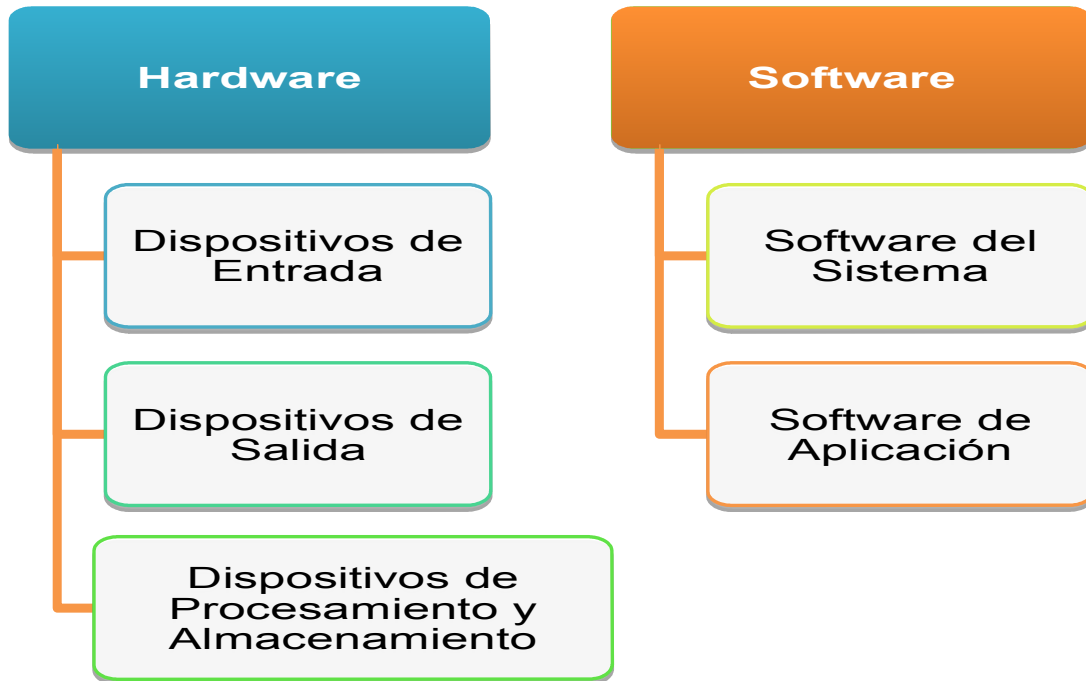 Hardware
Dispositivos de
Entrada
Dispositivos de
Salida
Dispositivos de
Procesamiento y
Almacenamiento
Software
Software del
Sistema
Software de
Aplicación